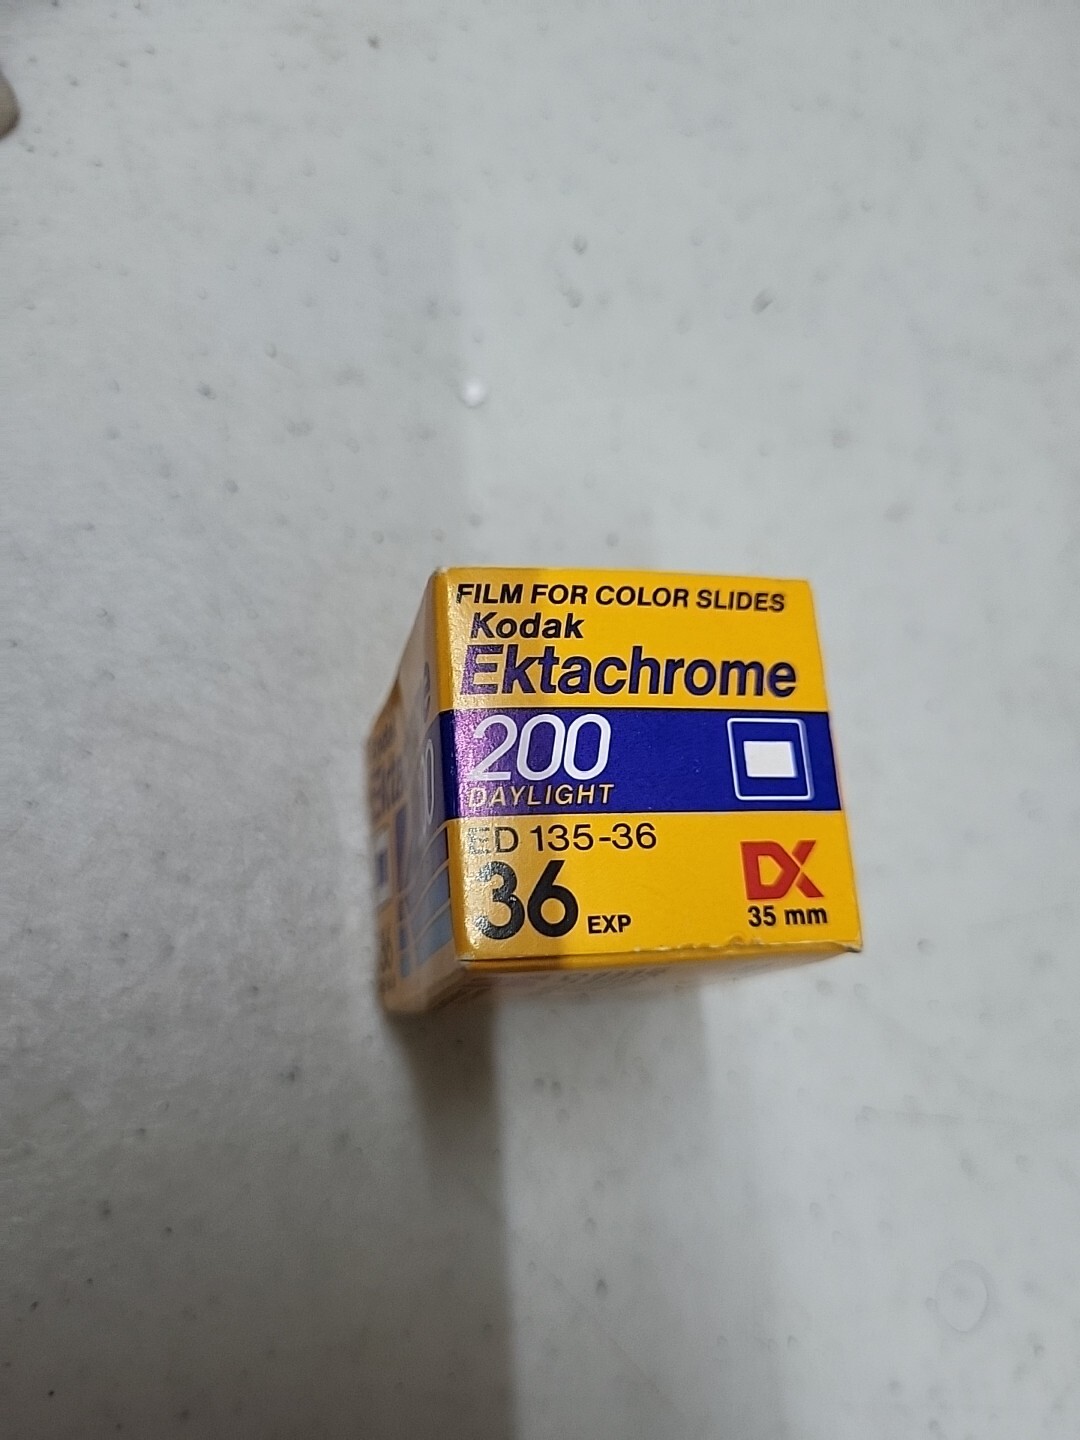 FILM FOR COLOR SLIDES
Kodak
Ektachrome
200
DAYLIGHT
ED 135-36
36 EXP
DX
35 mm